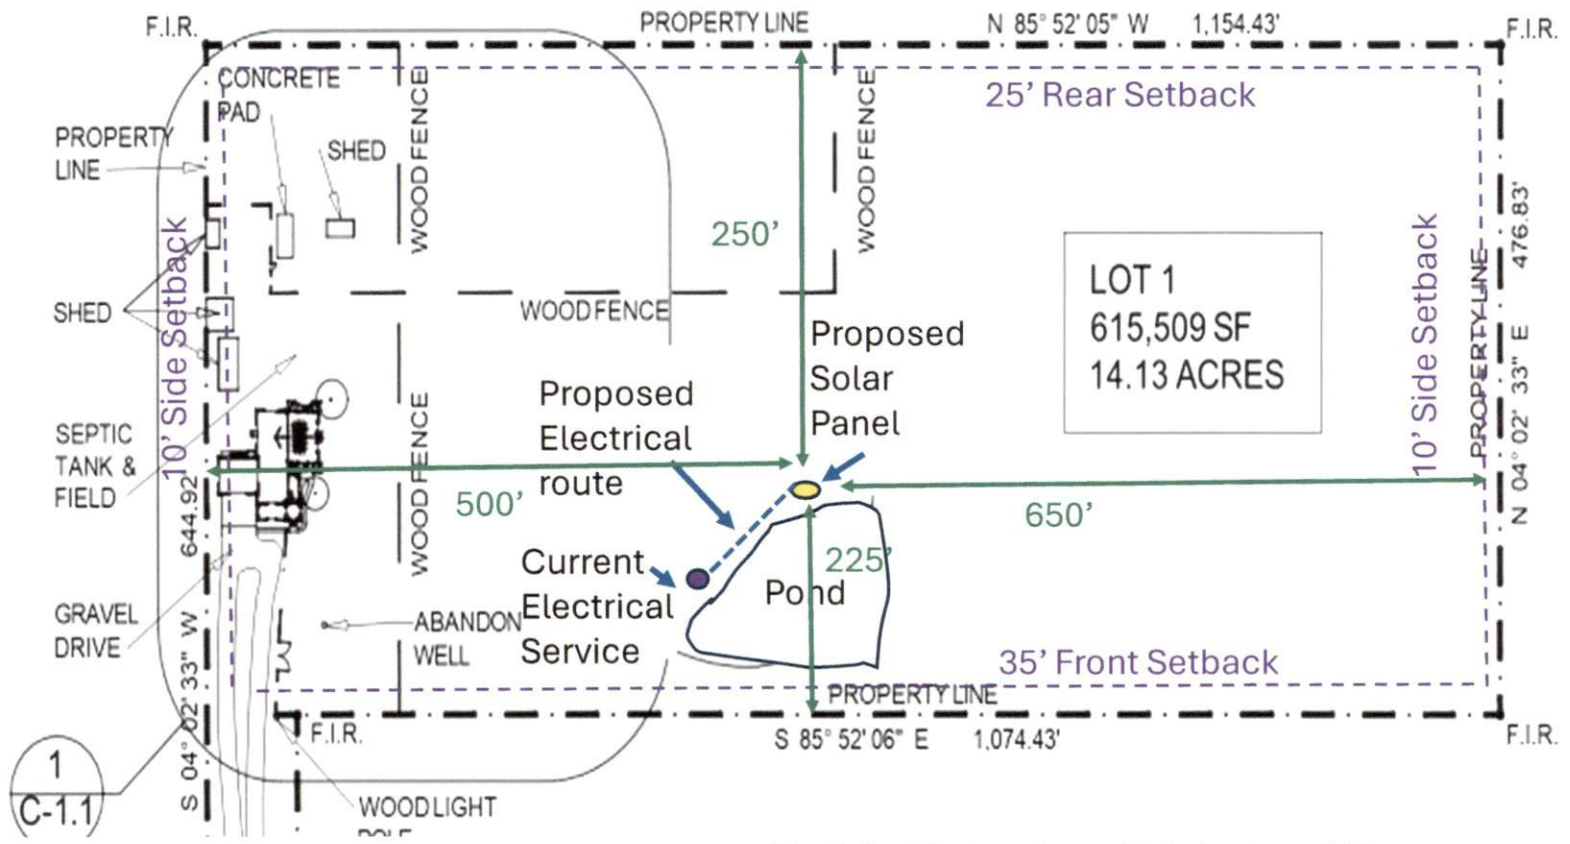 F.I.R.
PROPERTY LINE
N 85° 52' 05" W 1,154.43'
F.I.R.
CONCRETE
PAD
WOOD FENCE
WOOD FENCE
25' Rear Setback
PROPERTY
LINE
SHED
476.83'
250'
10' Side Setback
10' Side Setback
PROPERTY LINE
LOT 1
615,509 SF
14.13 ACRES
SHED
WOOD FENCE
Proposed
Solar
Panel
N 04° 02' 33" E
Proposed
Electrical
route
SEPTIC
TANK &
FIELD
WOOD FENCE
500'
650'
644.92'
225'
Current
Electrical
Service
Pond
GRAVEL
DRIVE
ABANDON
WELL
35' Front Setback
S 04° 02' 33" W
PROPERTY LINE
F.I.R.
S 85° 52' 06" E 1,074.43'
F.I.R.
1
C-1.1
WOOD LIGHT